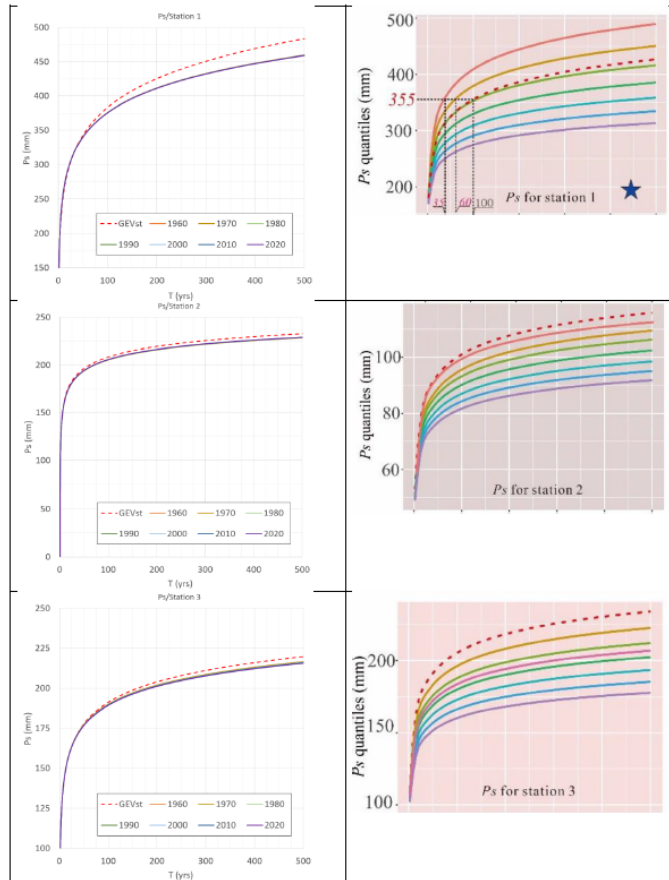 Ps/Station 1
500
450
400
350
300
250
200
150
Ps (mm)
GEVst 1960 1970 1980
1990 2000 2010 2020
0 100 200 300 400 500
T (yrs)
500
400
355
300
200
Ps quantiles (mm)
Ps for station 1
35 60 100
Ps/Station 2
250
200
150
100
50
0
Ps (mm)
GEVst 1960 1970 1980
1990 2000 2010 2020
0 100 200 300 400 500
T (yrs)
100
80
60
Ps quantiles (mm)
Ps for station 2
Ps/Station 3
250
225
200
175
150
125
100
Ps (mm)
GEVst 1960 1970 1980
1990 2000 2010 2020
0 100 200 300 400 500
T (yrs)
200
150
100
Ps quantiles (mm)
Ps for station 3